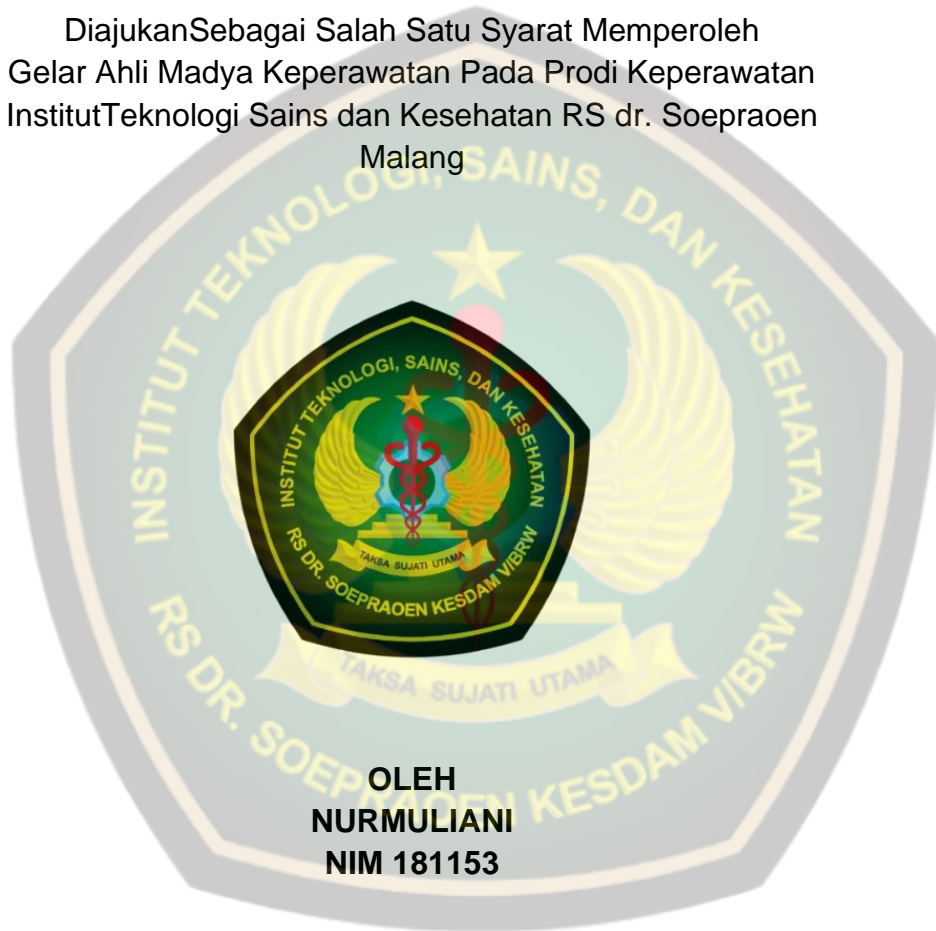 DiajukanSebagai Salah Satu Syarat Memperoleh
Gelar Ahli Madya Keperawatan Pada Prodi Keperawatan
InstitutTeknologi Sains dan Kesehatan RS dr. Soepraoen
Malang
INSTITUT TEKNOLOGI, SAINS, DAN KESEHATAN
TAKSA SUJATI UTAMA
RS DR. SOEPRAOEN KESDAM V/BRW
INSTITUT TEKNOLOGI, SAINS, DAN KESEHATAN
TAKSA SUJATI UTAMA
RS DR. SOEPRAOEN KESDAM V/BRW
OLEH
NURMULIANI
NIM 181153